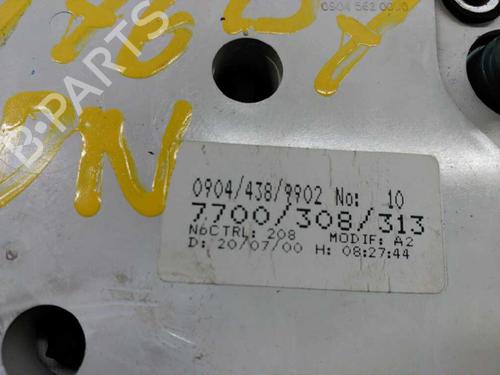 B-PARTS
0904/438/9902 No: 10
7700/308/313
N6CTRL: 208 MODIF: A2
D: 20/07/00 H: 08:27:44